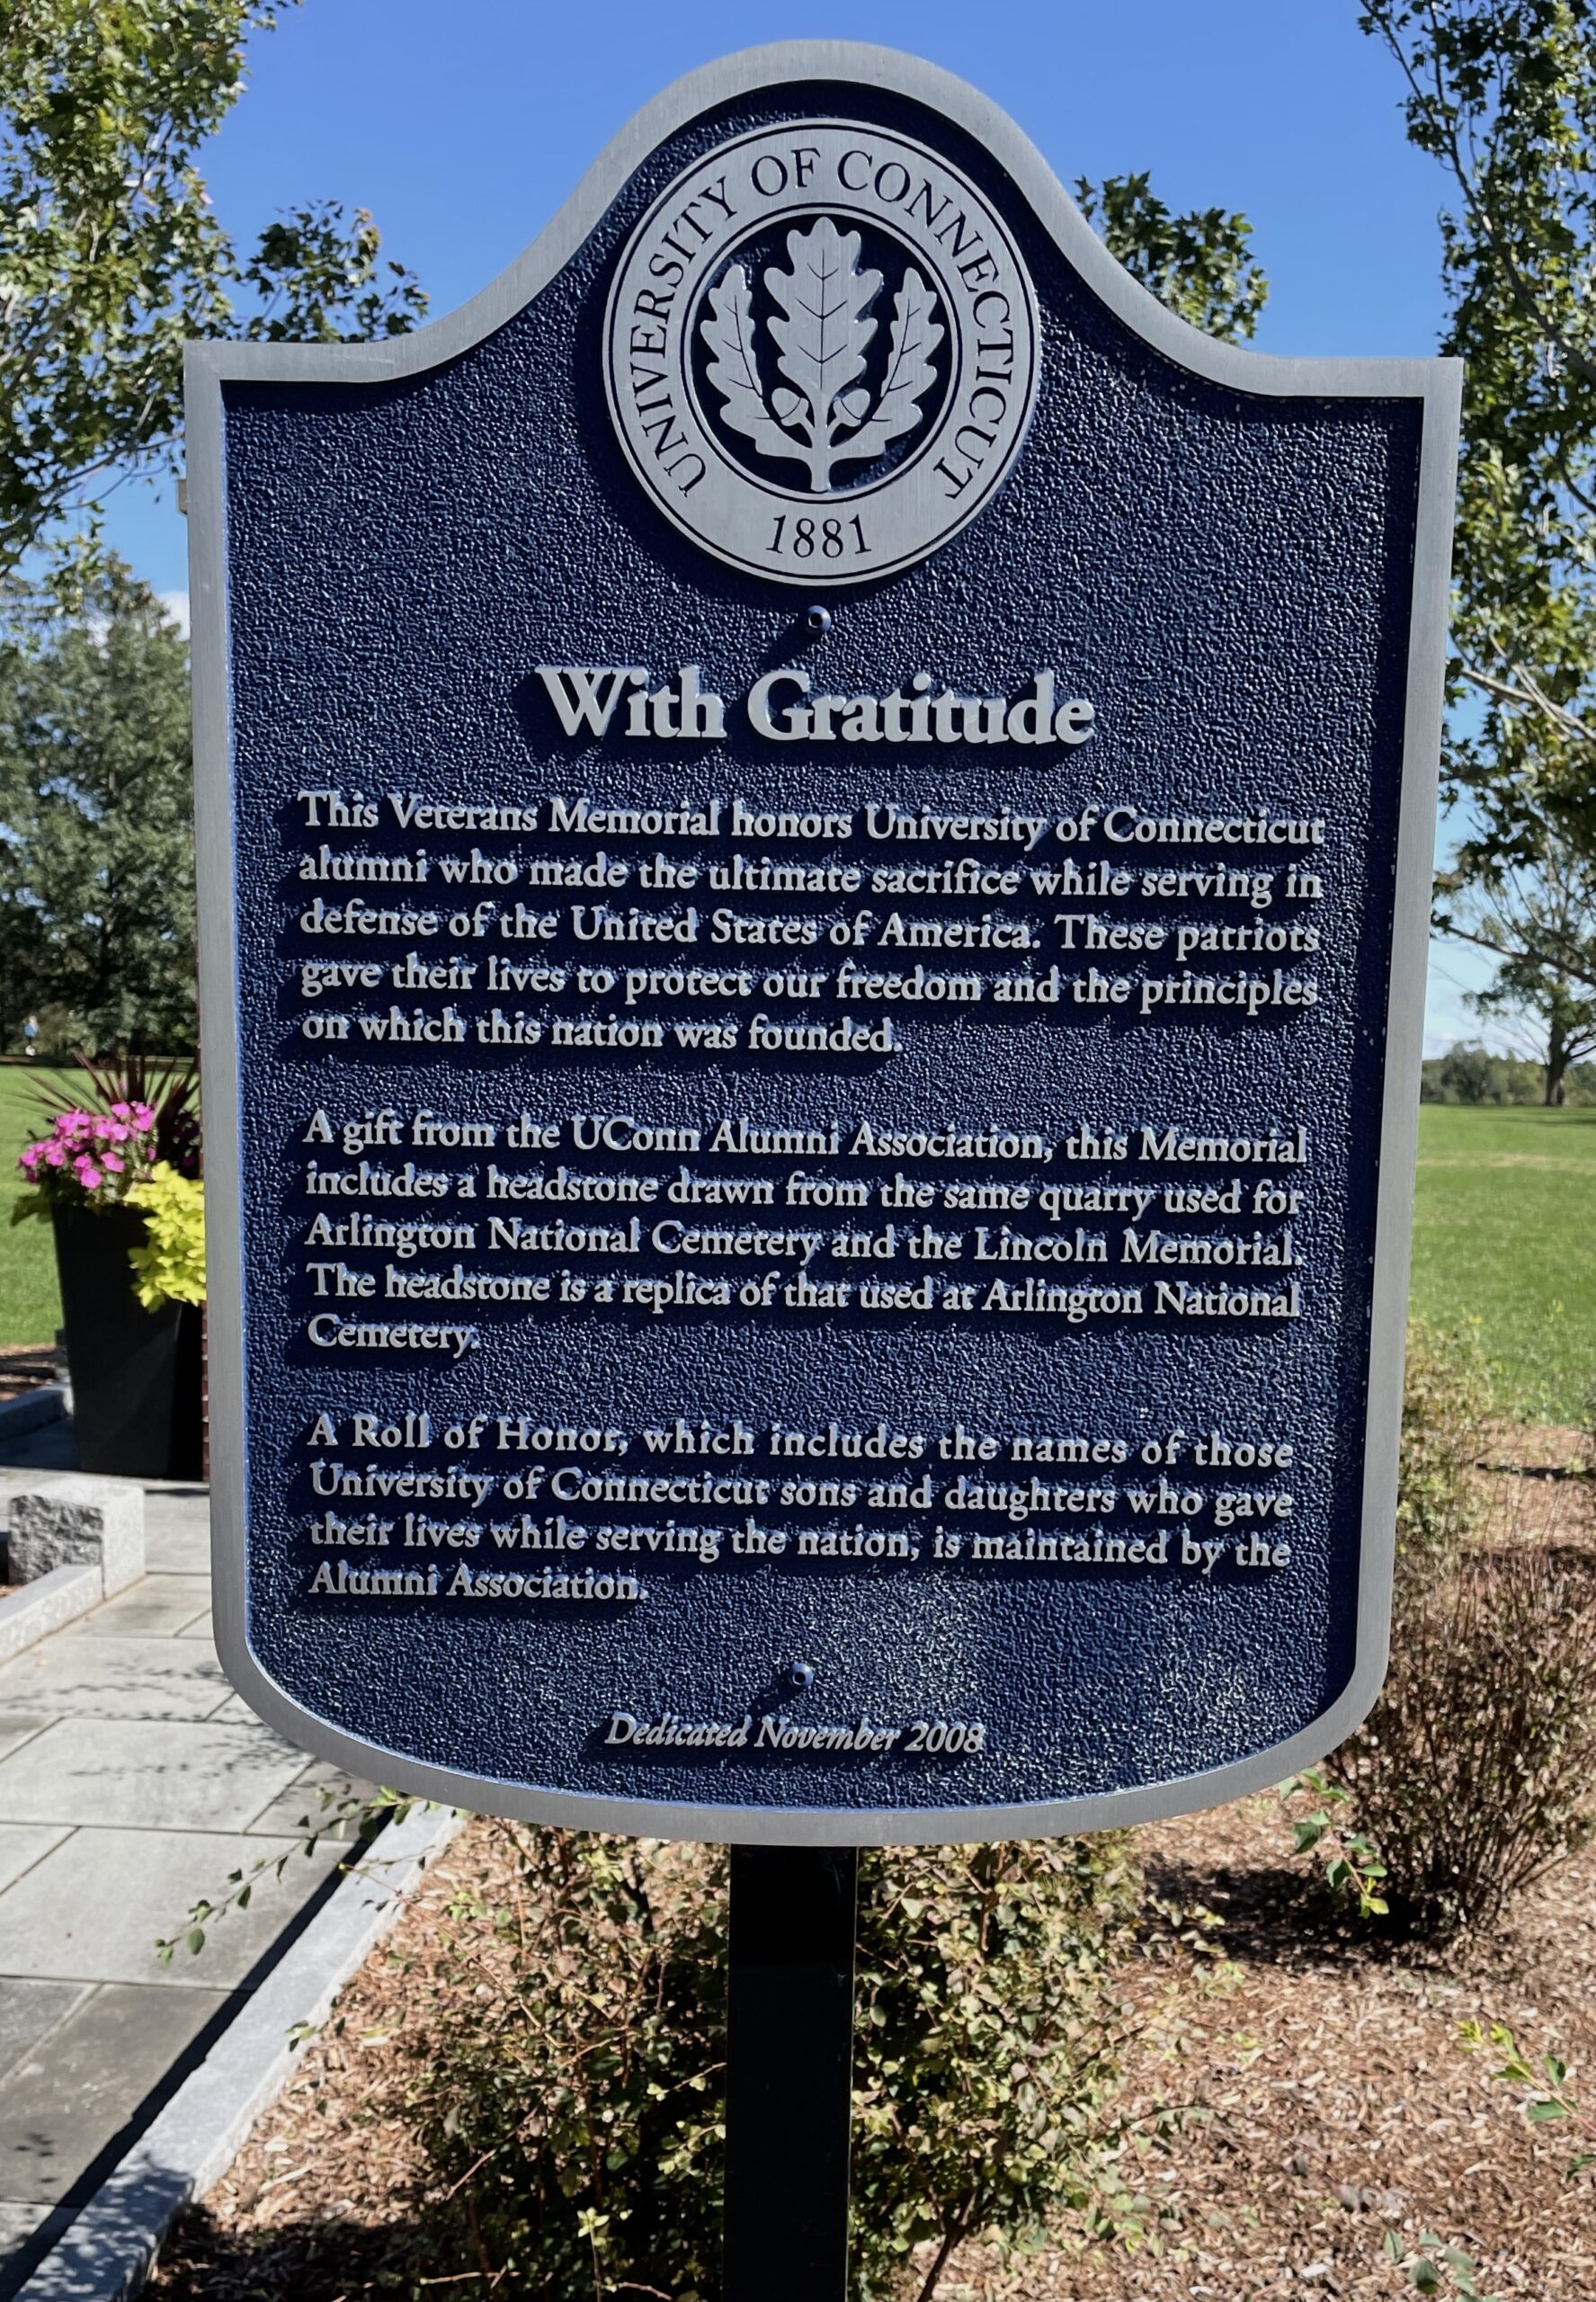 UNIVERSITY OF CONNECTICUT
1881
With Gratitude
This Veterans Memorial honors University of Connecticut
alumni who made the ultimate sacrifice while serving in
defense of the United States of America. These patriots
gave their lives to protect our freedom and the principles
on which this nation was founded.
A gift from the UConn Alumni Association, this Memorial
includes a headstone drawn from the same quarry used for
Arlington National Cemetery and the Lincoln Memorial.
The headstone is a replica of that used at Arlington National
Cemetery.
A Roll of Honor, which includes the names of those
University of Connecticut sons and daughters who gave
their lives while serving the nation, is maintained by the
Alumni Association.
Dedicated November 2008